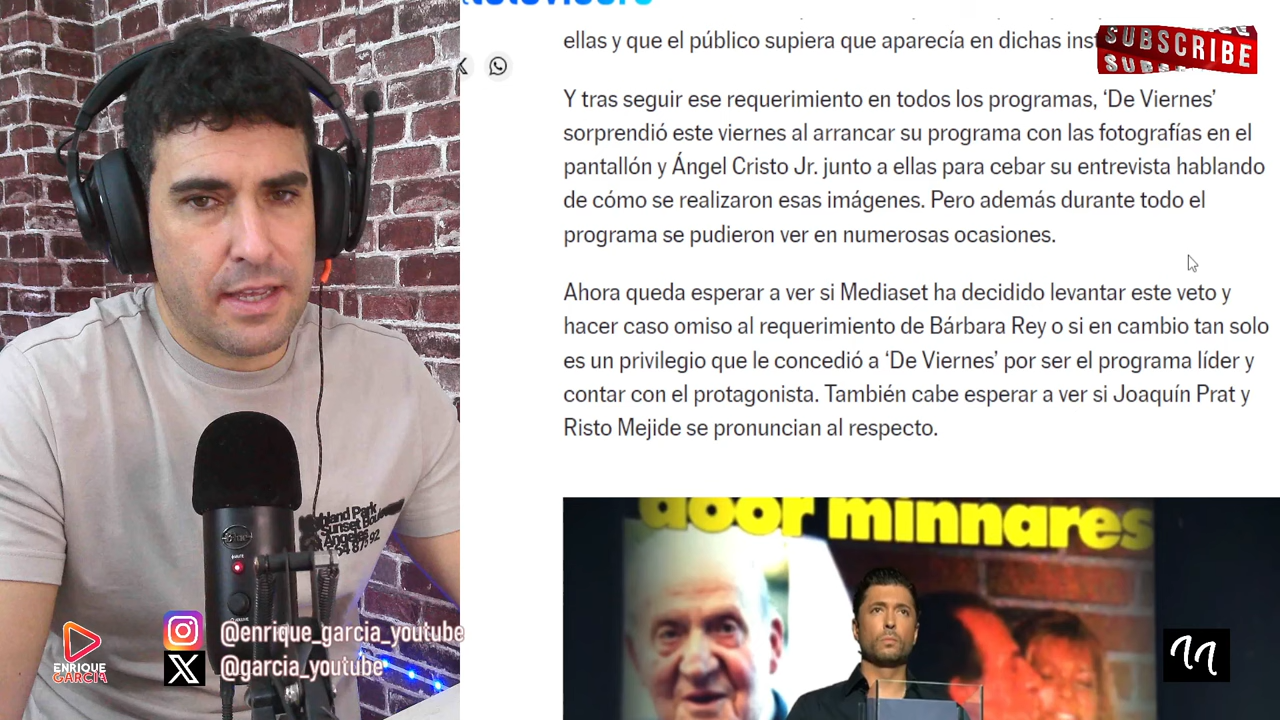 ellas y que el público supiera que aparecía en dichas
SUBSCRIBE
Y tras seguir ese requerimiento en todos los programas, ‘De Viernes’
sorprendió este viernes al arrancar su programa con las fotografías en el
pantallón y Ángel Cristo Jr. junto a ellas para cebar su entrevista hablando
de cómo se realizaron esas imágenes. Pero además durante todo el
programa se pudieron ver en numerosas ocasiones.
Ahora queda esperar a ver si Mediaset ha decidido levantar este veto y
hacer caso omiso al requerimiento de Bárbara Rey o si en cambio tan solo
es un privilegio que le concedió a ‘De Viernes’ por ser el programa líder y
contar con el protagonista. También cabe esperar a ver si Joaquín Prat y
Risto Mejide se pronuncian al respecto.
door minnares
Highland Park
Sunset
Angeles
blue
@enrique_garcia_youtube
@garcia_youtube
ENRIQUE
GARCIA